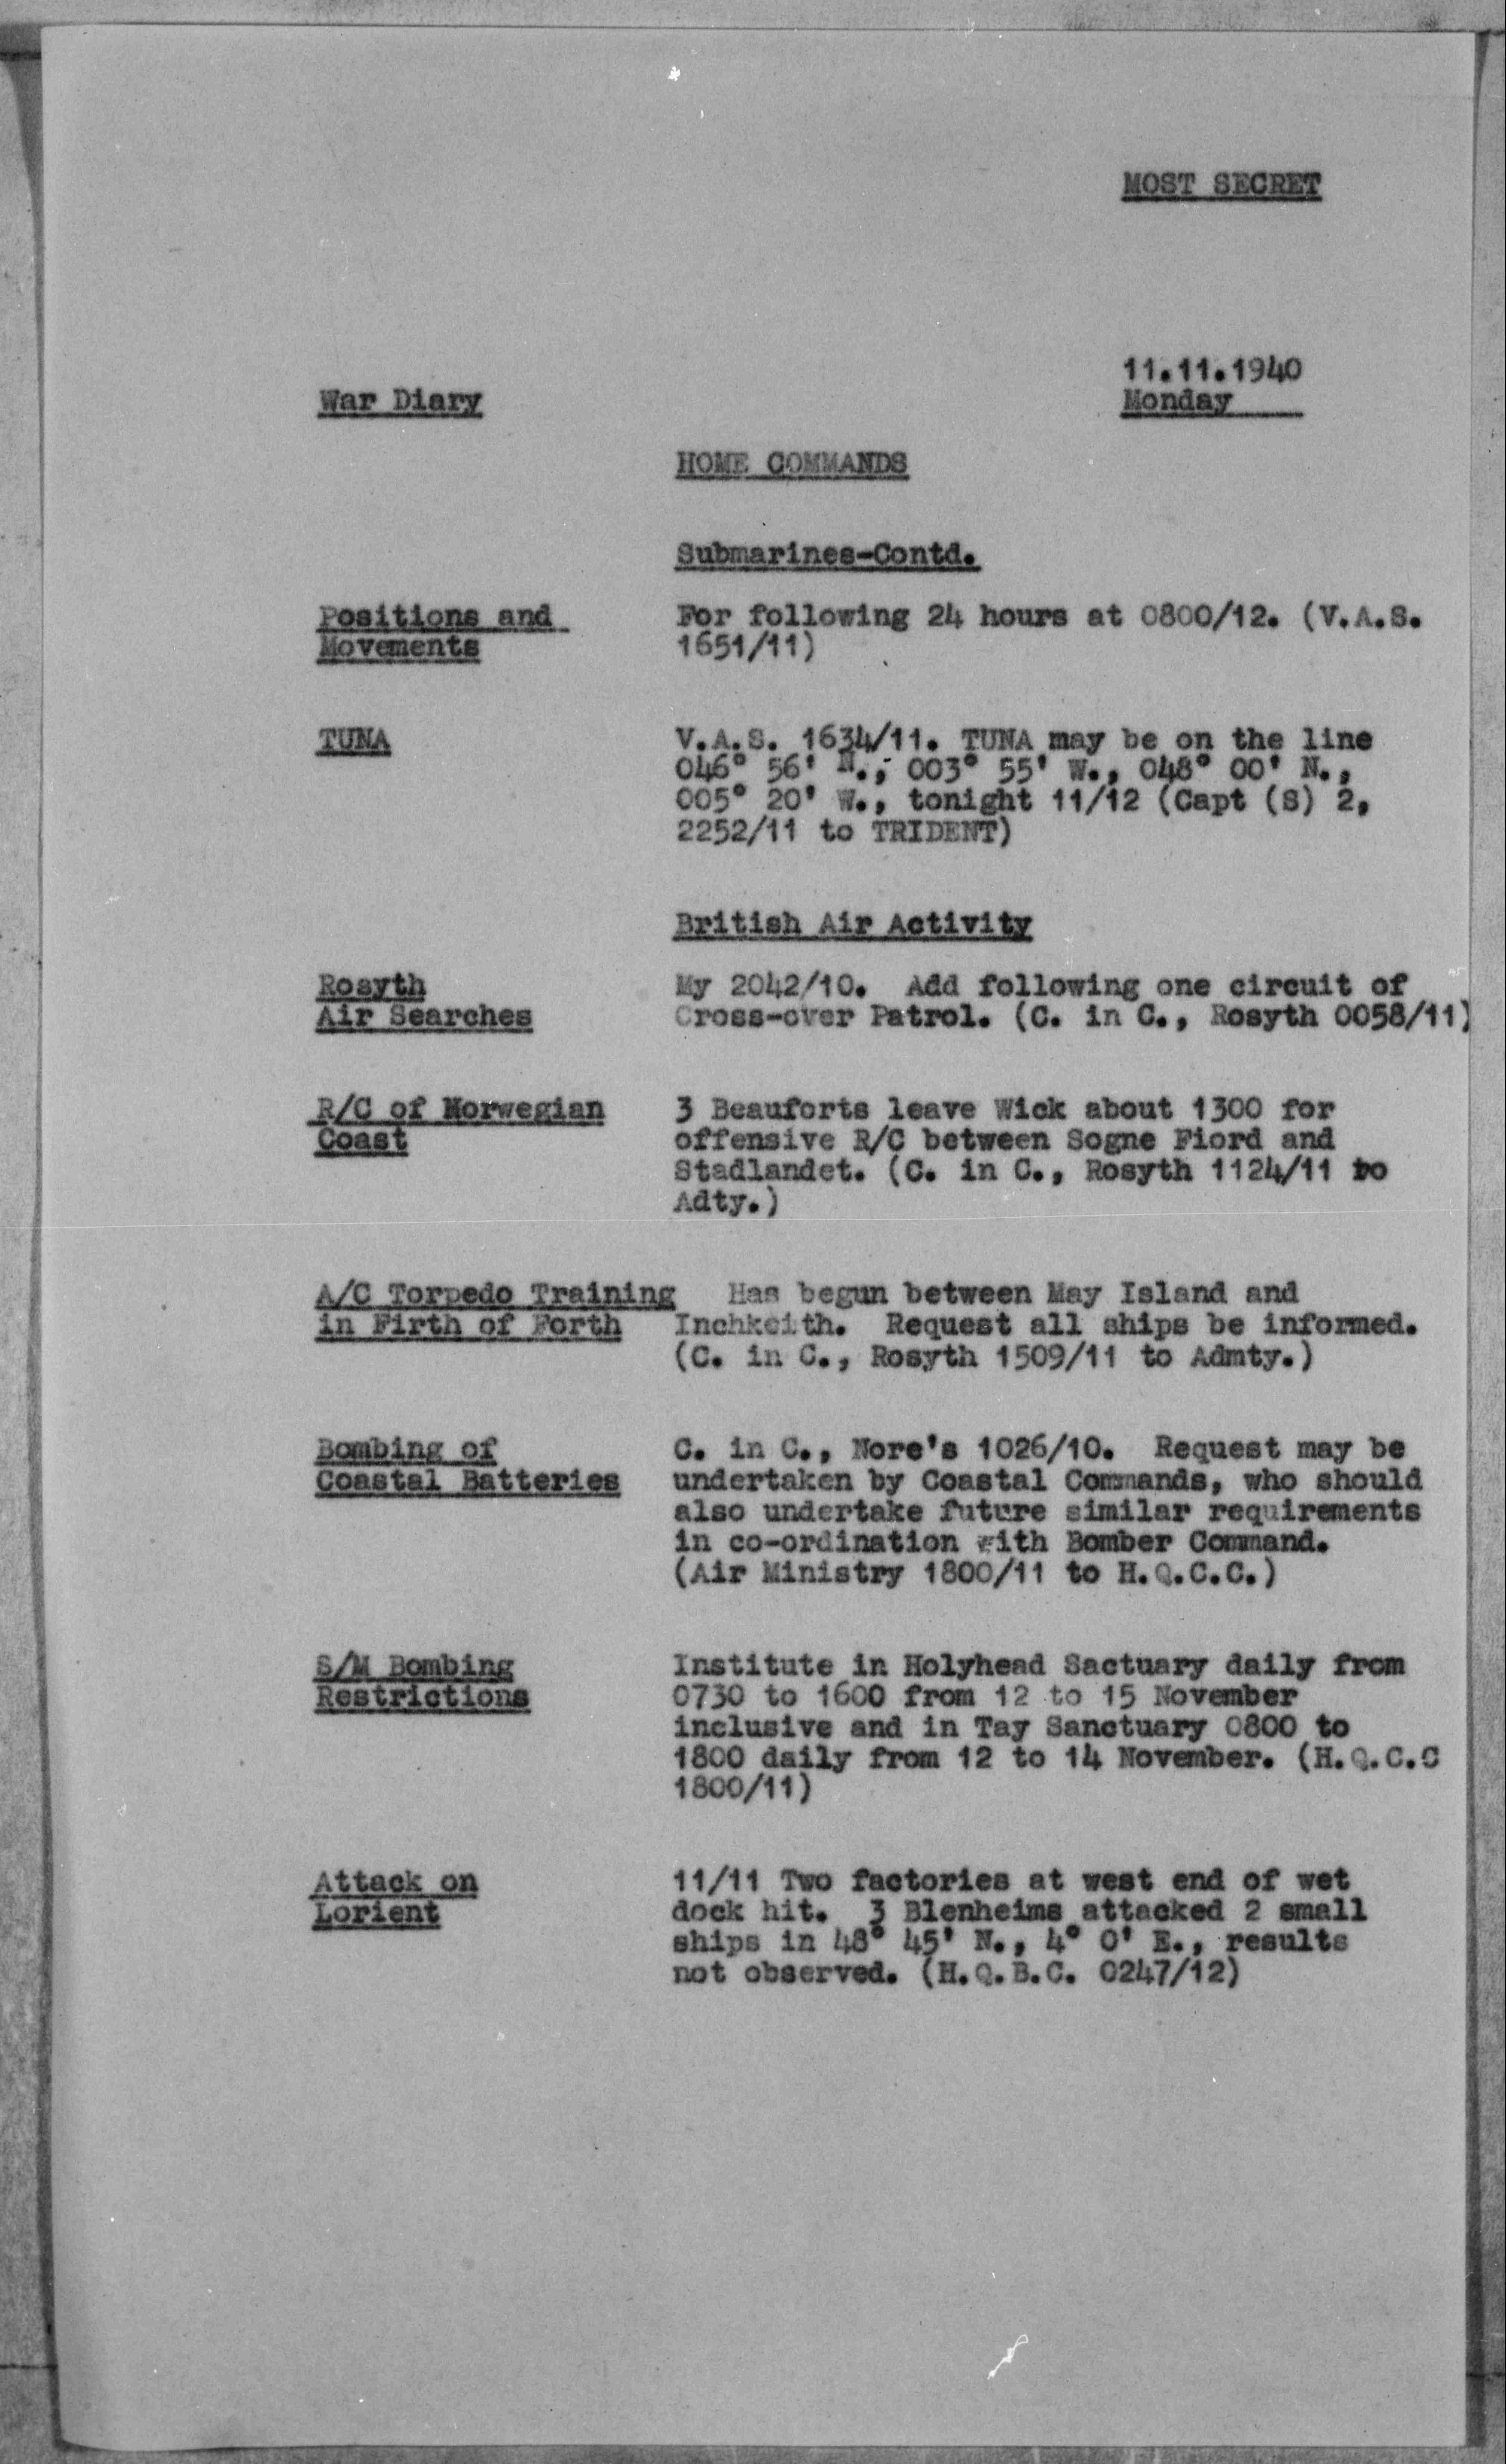 MOST SECRET
11.11.1940
War Diary Monday
HOME COMMANDS
Submarines-Contd.
Positions and For following 24 hours at 0800/12. (V.A.S.
Movements 1651/11)
TUNA V.A.S. 1634/11. TUNA may be on the line
046° 56' N., 003° 55' W., 048° 00' N.,
005° 20' W., tonight 11/12 (Capt (S) 2,
2252/11 to TRIDENT)
British Air Activity
Rosyth My 2042/10. Add following one circuit of
Air Searches Cross-over Patrol. (C. in C., Rosyth 0058/11)
R/C of Norwegian 3 Beauforts leave Wick about 1300 for
Coast offensive R/C between Sogne Fiord and
Stadlandet. (C. in C., Rosyth 1124/11 to
Adty.)
A/C Torpedo Training Has begun between May Island and
in Firth of Forth Inchkeith. Request all ships be informed.
(C. in C., Rosyth 1509/11 to Admty.)
Bombing of C. in C., Nore's 1026/10. Request may be
Coastal Batteries undertaken by Coastal Commands, who should
also undertake future similar requirements
in co-ordination with Bomber Command.
(Air Ministry 1800/11 to H.Q.C.C.)
S/M Bombing Institute in Holyhead Sactuary daily from
Restrictions 0730 to 1600 from 12 to 15 November
inclusive and in Tay Sanctuary 0800 to
1800 daily from 12 to 14 November. (H.Q.C.C
1800/11)
Attack on 11/11 Two factories at west end of wet
Lorient dock hit. 3 Blenheims attacked 2 small
ships in 48° 45' N., 4° 0' E., results
not observed. (H.Q.B.C. 0247/12)